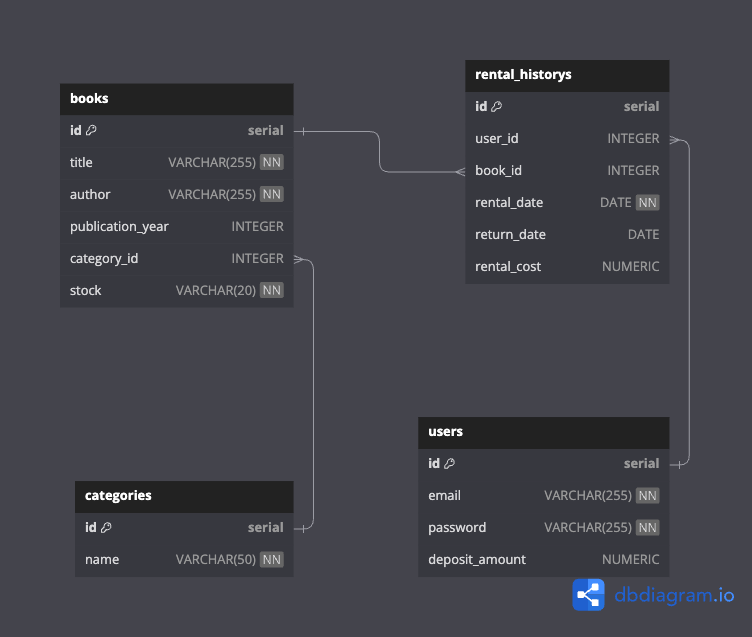 books
id serial
title VARCHAR(255) NN
author VARCHAR(255) NN
publication_year INTEGER
category_id INTEGER
stock VARCHAR(20) NN
rental_historys
id serial
user_id INTEGER
book_id INTEGER
rental_date DATE NN
return_date DATE
rental_cost NUMERIC
categories
id serial
name VARCHAR(50) NN
users
id serial
email VARCHAR(255) NN
password VARCHAR(255) NN
deposit_amount NUMERIC
dbdiagram.io